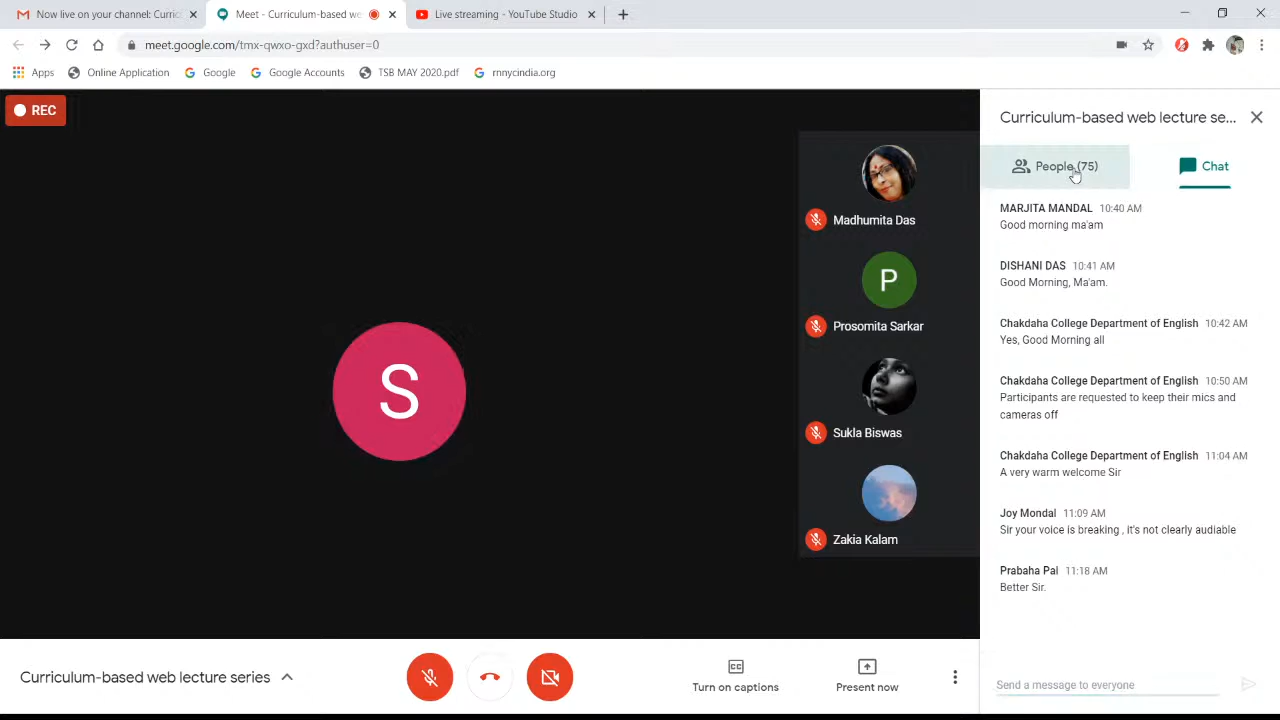 Now live on your channel: Curric
Meet - Curriculum-based we
Live streaming - YouTube Studio
meet.google.com/tmx-qwxo-gxd?authuser=0
Apps
Online Application
Google
Google Accounts
TSB MAY 2020.pdf
rnnycindia.org
REC
S
Madhumita Das
P
Prosomita Sarkar
Sukla Biswas
Zakia Kalam
Curriculum-based web lecture se...
People (75)
Chat
MARJITA MANDAL 10:40 AM
Good morning ma'am
DISHANI DAS 10:41 AM
Good Morning, Ma'am.
Chakdaha College Department of English 10:42 AM
Yes, Good Morning all
Chakdaha College Department of English 10:50 AM
Participants are requested to keep their mics and
cameras off
Chakdaha College Department of English 11:04 AM
A very warm welcome Sir
Joy Mondal 11:09 AM
Sir your voice is breaking , it's not clearly audiable
Prabaha Pal 11:18 AM
Better Sir.
Send a message to everyone
Curriculum-based web lecture series
CC
Turn on captions
Present now